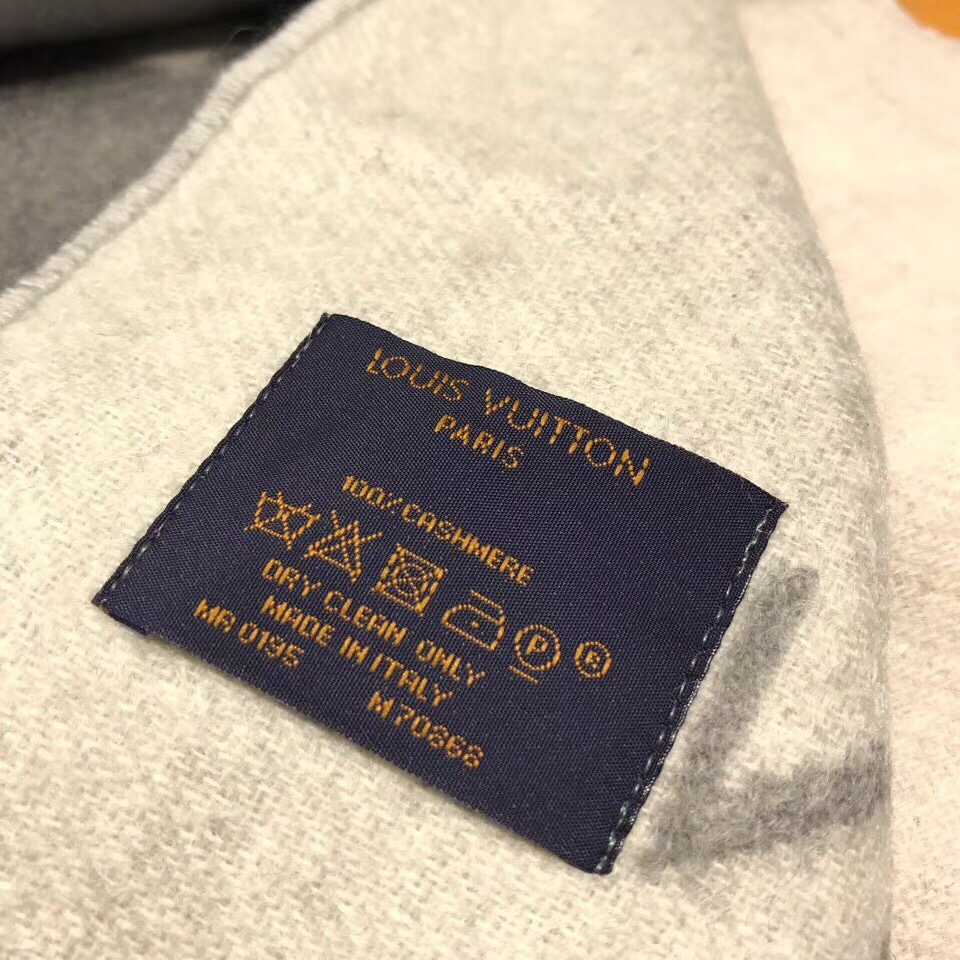 LOUIS VUITTON
PARIS
100% CASHMERE
P R
DRY CLEAN ONLY
MADE IN ITALY
MA 0195 M70868